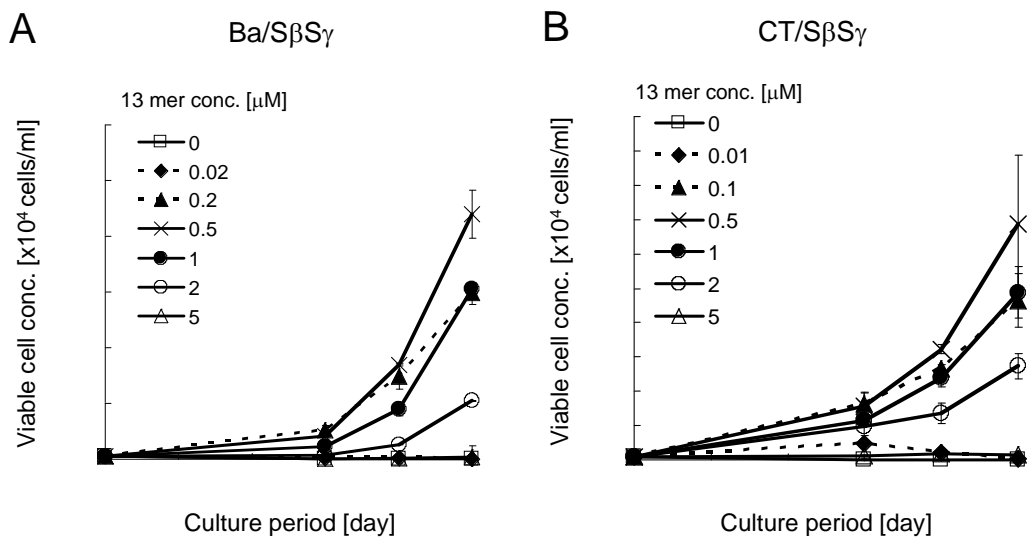 A
Ba/SβSγ
13 mer conc. [μM]
0
0.02
0.2
0.5
1
2
5
Viable cell conc. [x10⁴ cells/ml]
Culture period [day]
B
CT/SβSγ
13 mer conc. [μM]
0
0.01
0.1
0.5
1
2
5
Viable cell conc. [x10⁴ cells/ml]
Culture period [day]